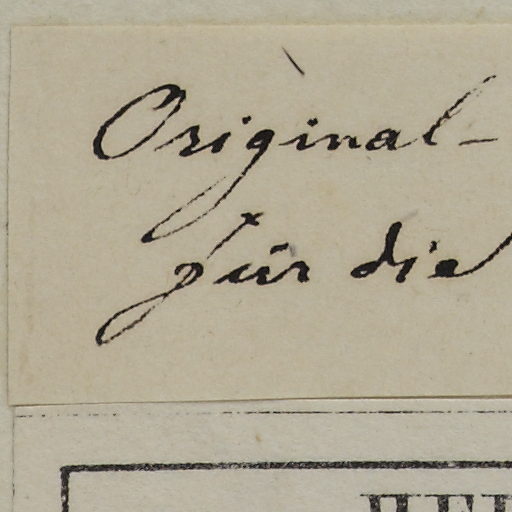 Original-
für die